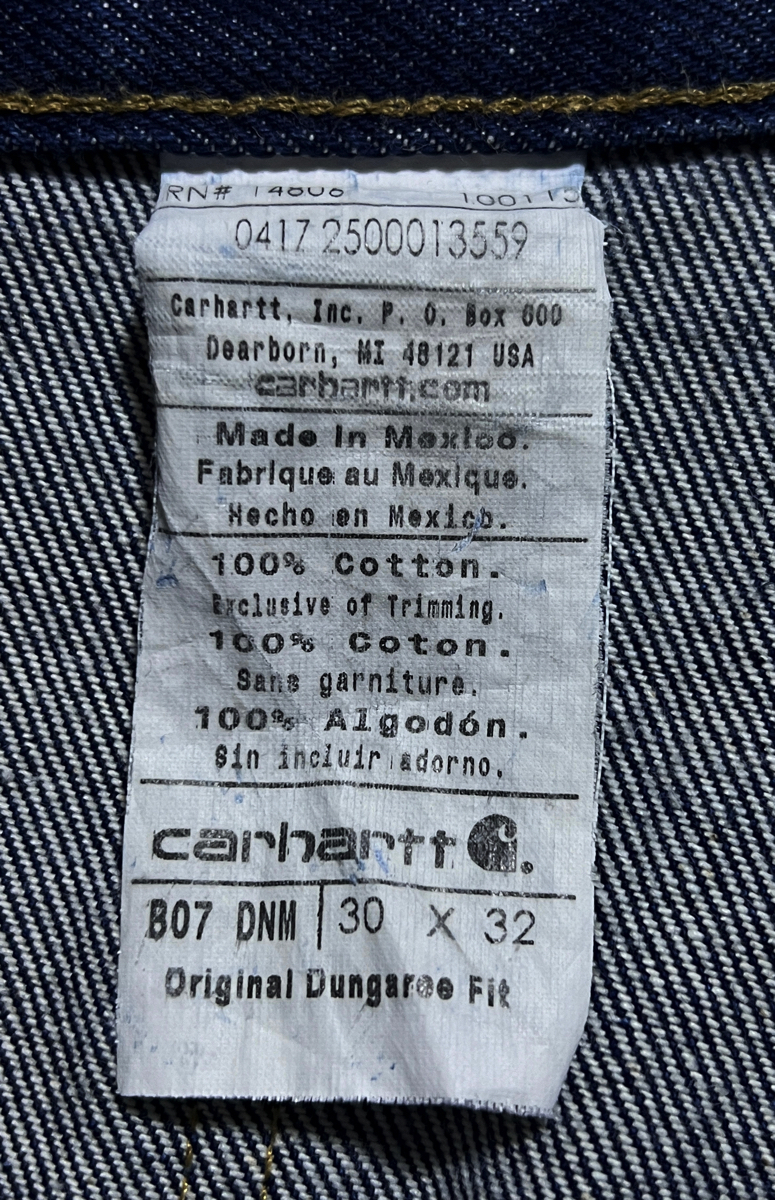 RN# 14806 100115
0417 2500013559
Carhartt, Inc. P. O. Box 600
Dearborn, MI 48121 USA
carhartt.com
Made in Mexico.
Fabrique au Mexique.
Hecho en Mexico.
100% Cotton.
Exclusive of Trimming.
100% Coton.
Sans garniture.
100% Algodón.
Sin incluir adorno.
carhartt.
B07 DNM 30 X 32
Original Dungaree Fit